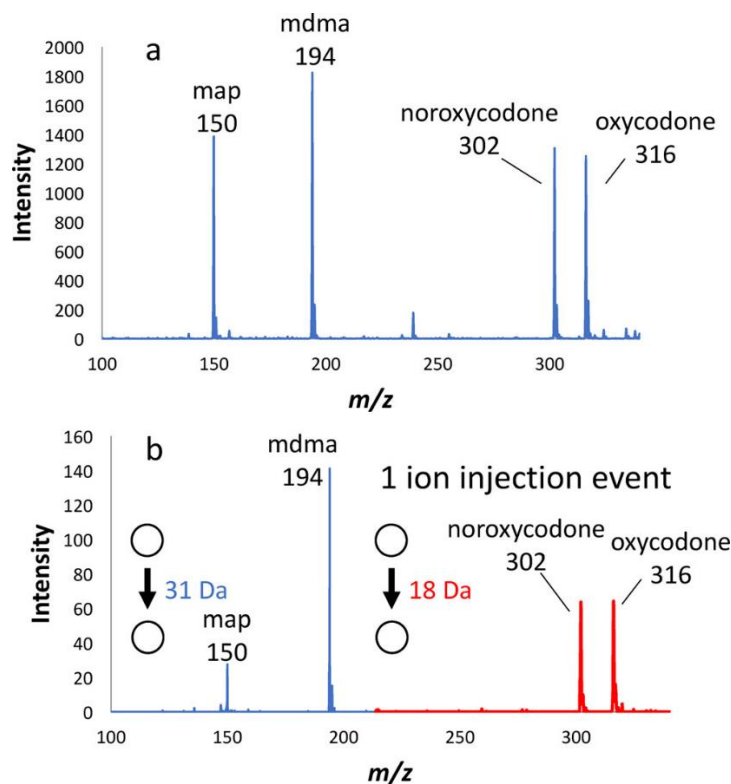 a
mdma
194
map
150
noroxycodone
302
oxycodone
316
Intensity
2000
1800
1600
1400
1200
1000
800
600
400
200
0
100
150
200
250
300
m/z
b
mdma
194
1 ion injection event
noroxycodone
302
oxycodone
316
31 Da
18 Da
map
150
Intensity
160
140
120
100
80
60
40
20
0
100
150
200
250
300
m/z